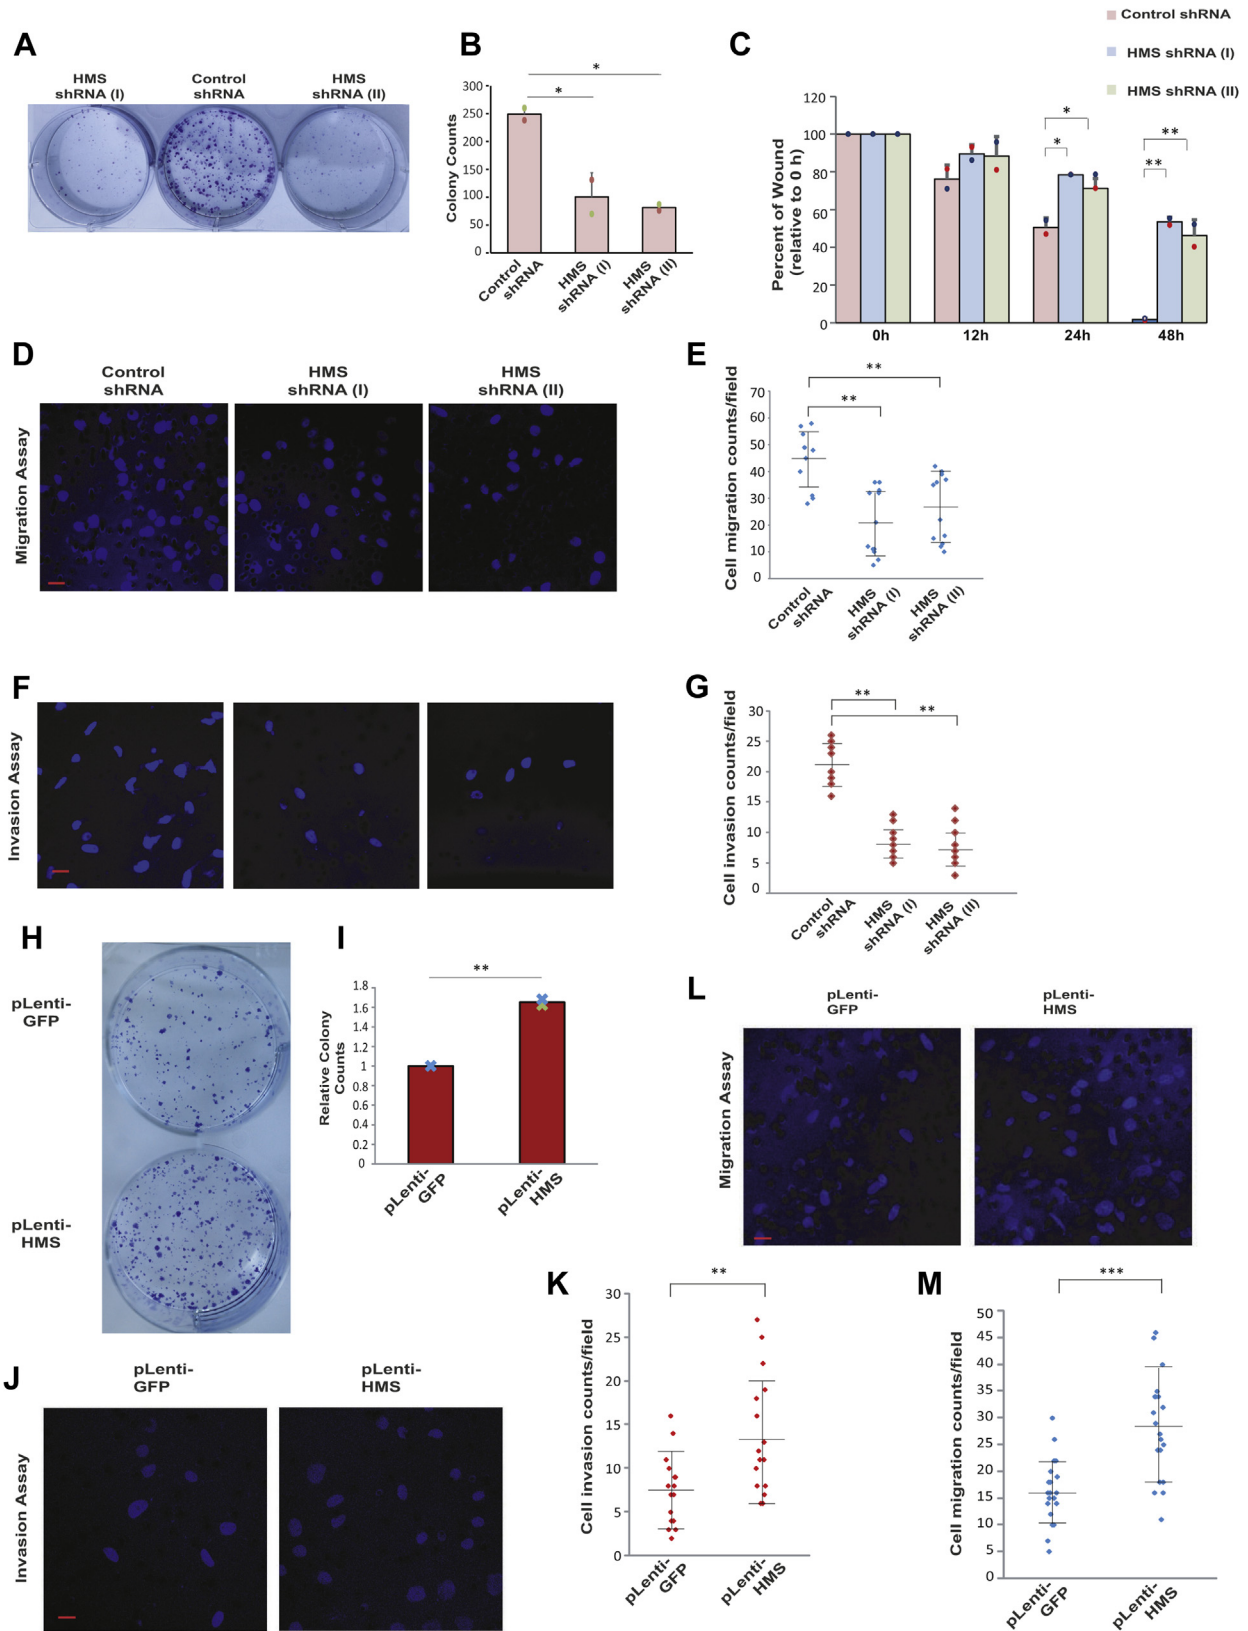 A
HMS
shRNA (I)
Control
shRNA
HMS
shRNA (II)
B
Colony Counts
300
250
200
150
100
50
0
*
*
Control
shRNA
HMS
shRNA (I)
HMS
shRNA (II)
C
Control shRNA
HMS shRNA (I)
HMS shRNA (II)
Percent of Wound
(relative to 0 h)
120
100
80
60
40
20
0
*
*
**
**
0h
12h
24h
48h
D
Control
shRNA
HMS
shRNA (I)
HMS
shRNA (II)
Migration Assay
E
Cell migration counts/field
70
60
50
40
30
20
10
0
**
**
Control
shRNA
HMS
shRNA (I)
HMS
shRNA (II)
F
Invasion Assay
G
Cell invasion counts/field
30
25
20
15
10
5
0
**
**
Control
shRNA
HMS
shRNA (I)
HMS
shRNA (II)
H
pLenti-
GFP
pLenti-
HMS
I
Relative Colony
Counts
1.8
1.6
1.4
1.2
1
0.8
0.6
0.4
0.2
0
**
pLenti-
GFP
pLenti-
HMS
L
pLenti-
GFP
pLenti-
HMS
Migration Assay
J
pLenti-
GFP
pLenti-
HMS
Invasion Assay
K
Cell invasion counts/field
30
25
20
15
10
5
0
**
pLenti-
GFP
pLenti-
HMS
M
Cell migration counts/field
50
45
40
35
30
25
20
15
10
5
0
***
pLenti-
GFP
pLenti-
HMS